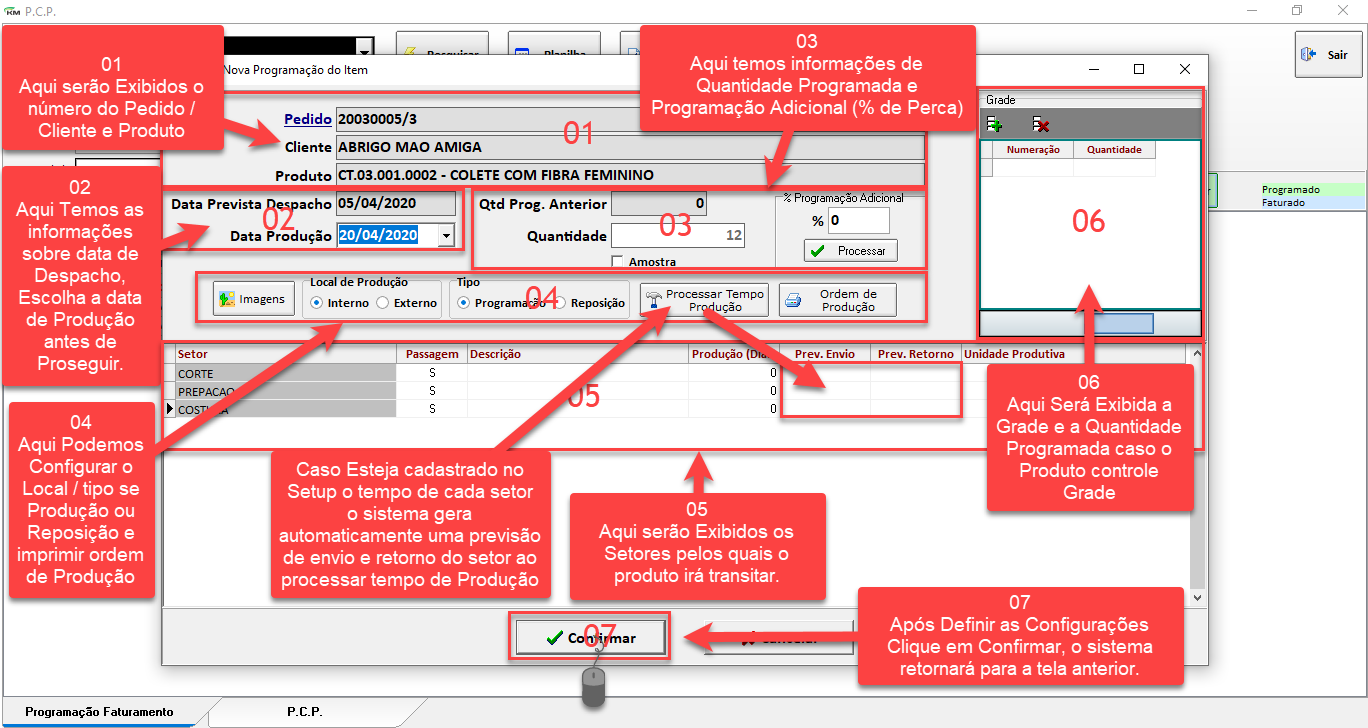 KM P.C.P.
Pesquisar
Planilha
Sair
01
Aqui serão Exibidos o
número do Pedido /
Cliente e Produto
Nova Programação do Item
03
Aqui temos informações de
Quantidade Programada e
Programação Adicional (% de Perca)
Pedido 20030005/3
01
Cliente ABRIGO MAO AMIGA
Produto CT.03.001.0002 - COLETE COM FIBRA FEMININO
Grade
Numeração Quantidade
06
Programado
Faturado
02
Aqui Temos as
informações
sobre data de
Despacho,
Escolha a data
de Produção
antes de
Proseguir.
Data Prevista Despacho 05/04/2020
02
Data Produção 20/04/2020
Qtd Prog. Anterior 0
03
Quantidade 12
Amostra
% Programação Adicional
% 0
Processar
Imagens
Local de Produção
Interno Externo
Tipo
Programação Reposição
04
Processar Tempo
Produção
Ordem de
Produção
Setor Passagem Descrição Produção (Dia Prev. Envio Prev. Retorno Unidade Produtiva
CORTE S 0
PREPACAO S 0
COSTURA S 0
05
04
Aqui Podemos
Configurar o
Local / tipo se
Produção ou
Reposição e
imprimir ordem
de Produção
Caso Esteja cadastrado no
Setup o tempo de cada setor
o sistema gera
automaticamente uma previsão
de envio e retorno do setor ao
processar tempo de Produção
05
Aqui serão Exibidos os
Setores pelos quais o
produto irá transitar.
06
Aqui Será Exibida a
Grade e a Quantidade
Programada caso o
Produto controle
Grade
07
Após Definir as Configurações
Clique em Confirmar, o sistema
retornará para a tela anterior.
Confirmar
07
Cancelar
Programação Faturamento
P.C.P.